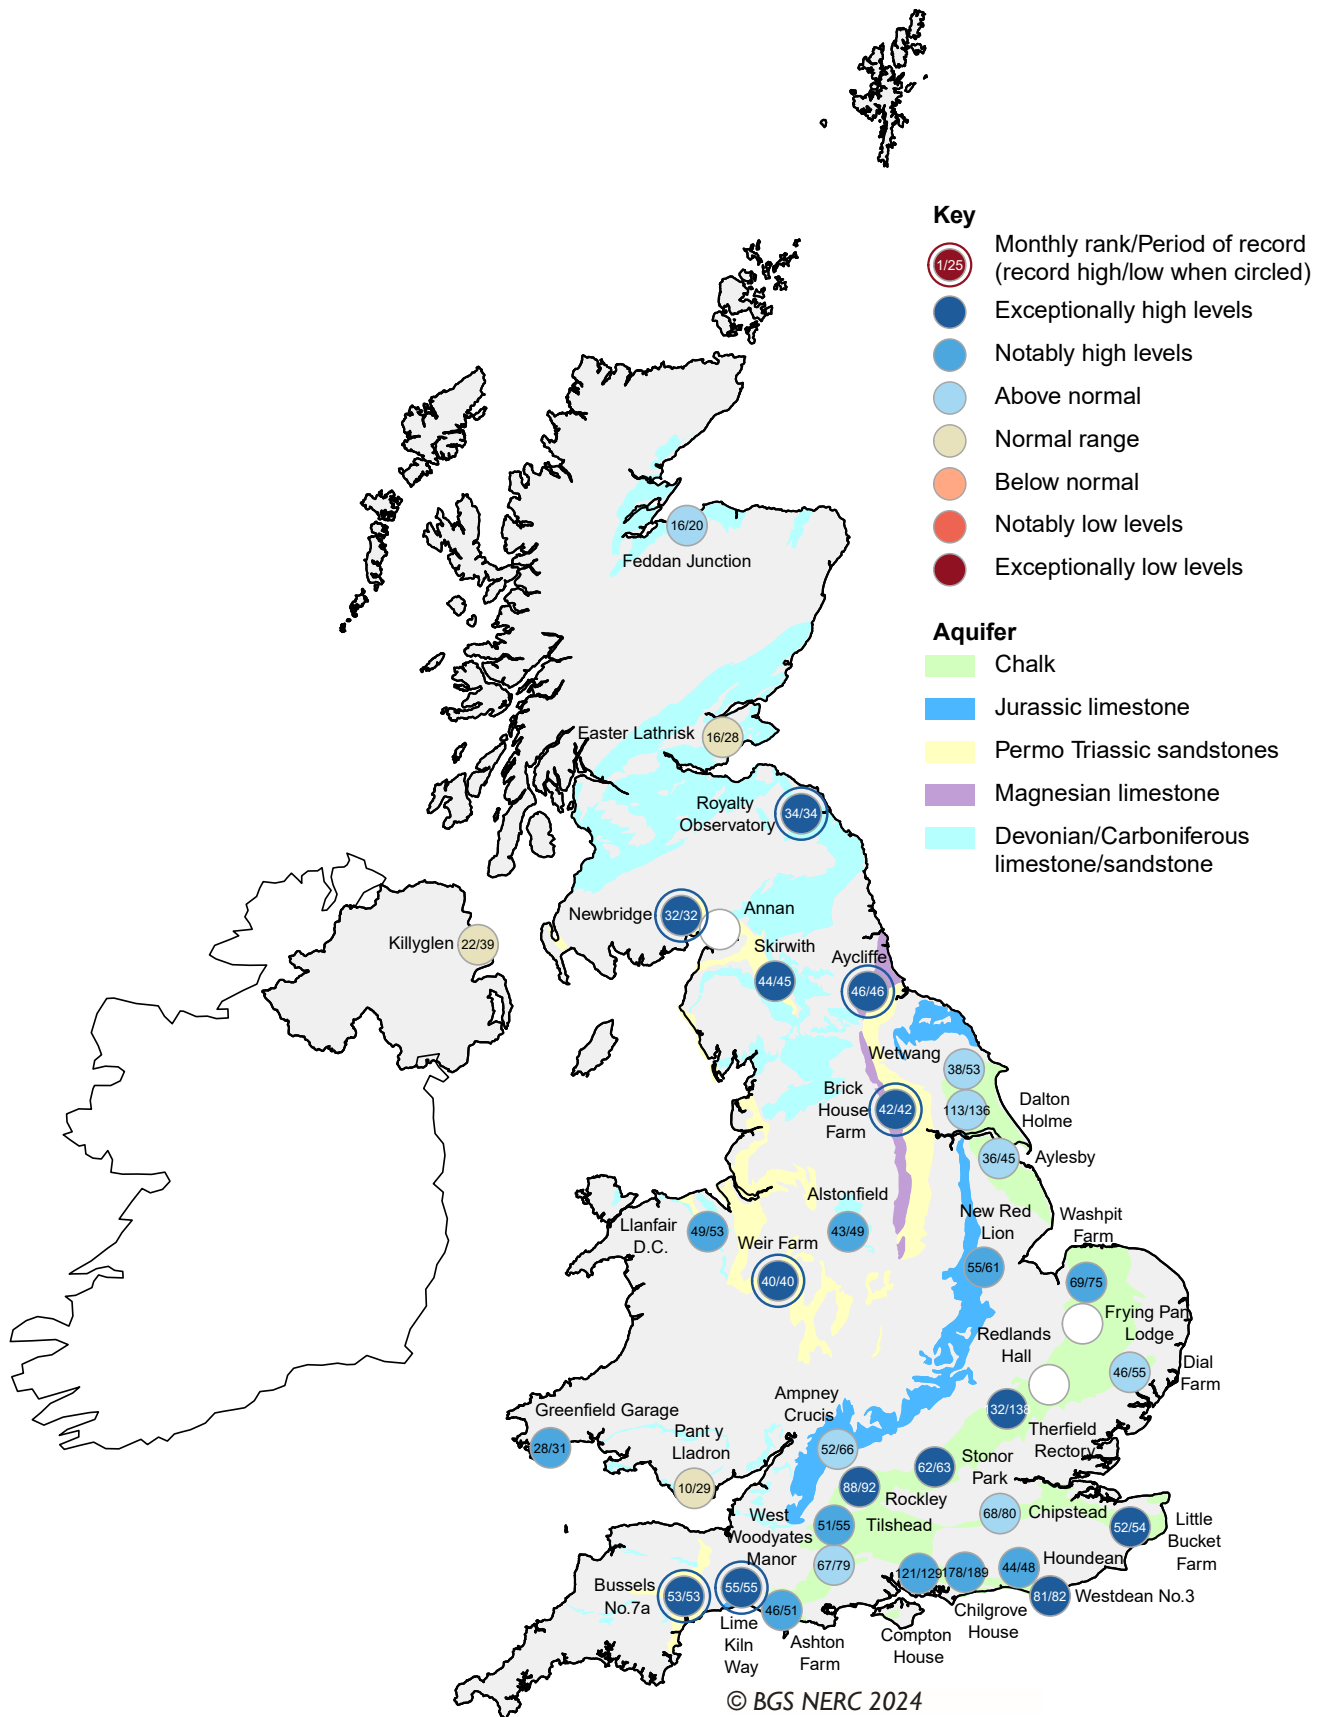 Key
1/25
Monthly rank/Period of record
(record high/low when circled)
Exceptionally high levels
Notably high levels
Above normal
Normal range
Below normal
Notably low levels
Exceptionally low levels
Aquifer
Chalk
Jurassic limestone
Permo Triassic sandstones
Magnesian limestone
Devonian/Carboniferous
limestone/sandstone
16/20
Feddan Junction
Easter Lathrisk
16/28
Royalty
Observatory
34/34
Newbridge
32/32
Annan
Killyglen
22/39
Skirwith
44/45
Aycliffe
46/46
Wetwang
38/53
Brick
House
Farm
42/42
113/136
Dalton
Holme
36/45
Aylesby
Llanfair
D.C.
49/53
Alstonfield
43/49
Weir Farm
40/40
New Red
Lion
55/61
Washpit
Farm
69/75
Frying Pan
Lodge
Redlands
Hall
46/55
Dial
Farm
132/138
Therfield
Rectory
Ampney
Crucis
52/66
Greenfield Garage
28/31
Pant y
Lladron
10/29
62/63
Stonor
Park
88/92
Rockley
68/80
Chipstead
52/54
Little
Bucket
Farm
51/55
Tilshead
West
Woodyates
Manor
67/79
Bussels
No.7a
53/53
55/55
Lime
Kiln
Way
46/51
Ashton
Farm
121/129
Compton
House
178/189
Chilgrove
House
44/48
Houndean
81/82
Westdean No.3
© BGS NERC 2024